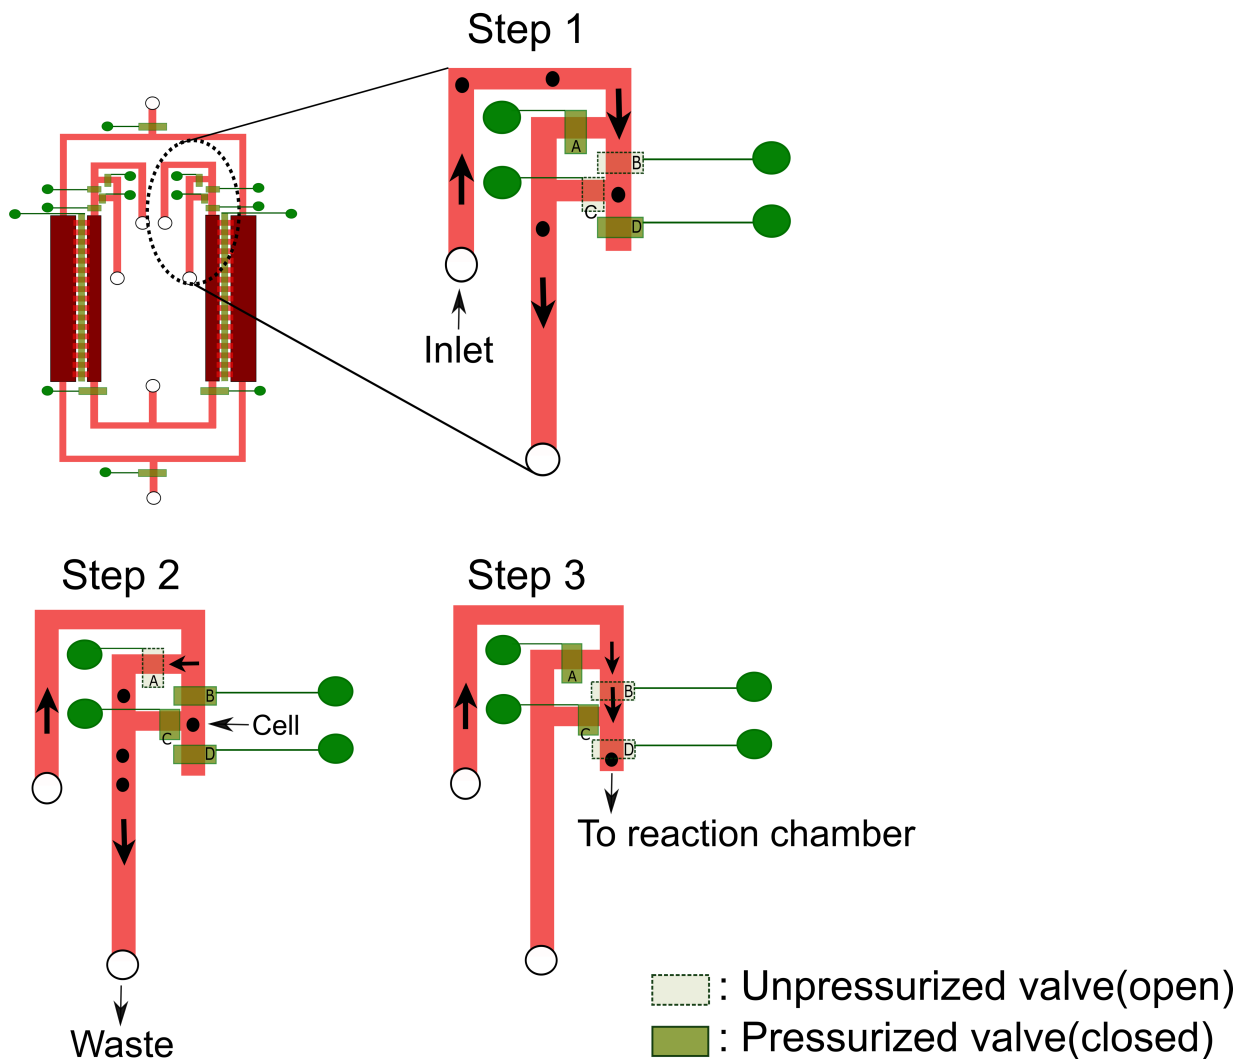 Step 1
A
B
C
D
Inlet
Step 2
A
B
C
D
Cell
Waste
Step 3
A
B
C
D
To reaction chamber
: Unpressurized valve(open)
: Pressurized valve(closed)